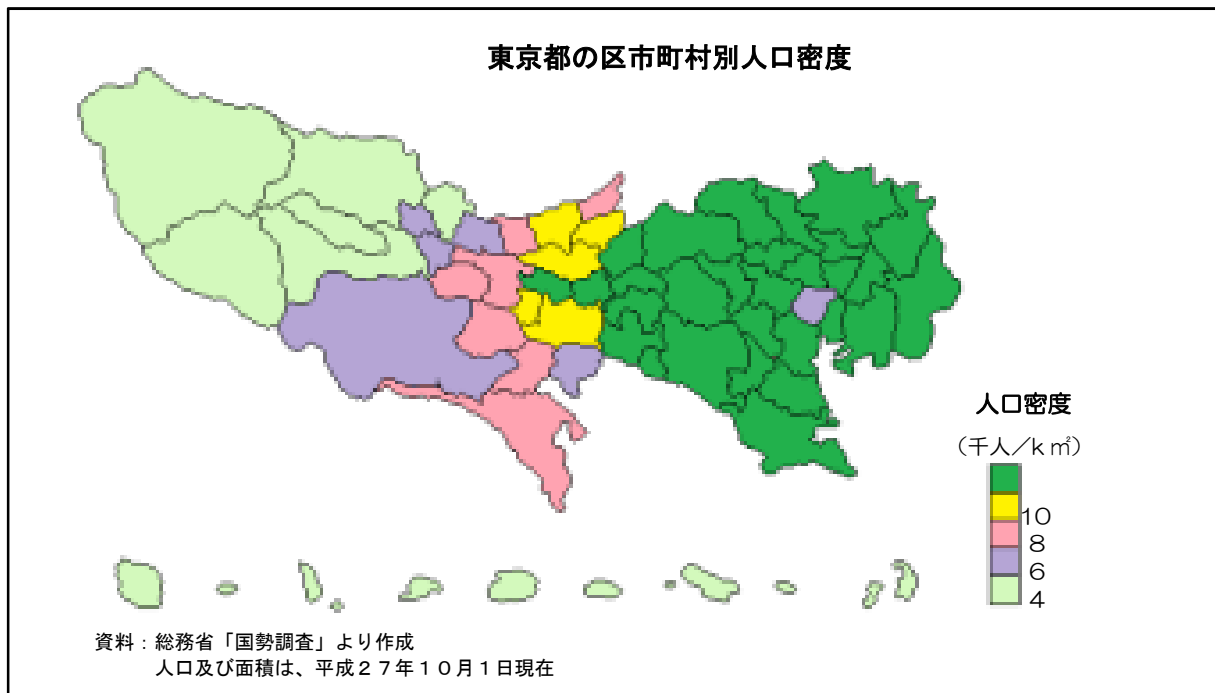 東京都の区市町村別人口密度
人口密度
（千人／ｋ㎡）
１０
８
６
４
資料：総務省「国勢調査」より作成
人口及び面積は、平成２７年１０月１日現在